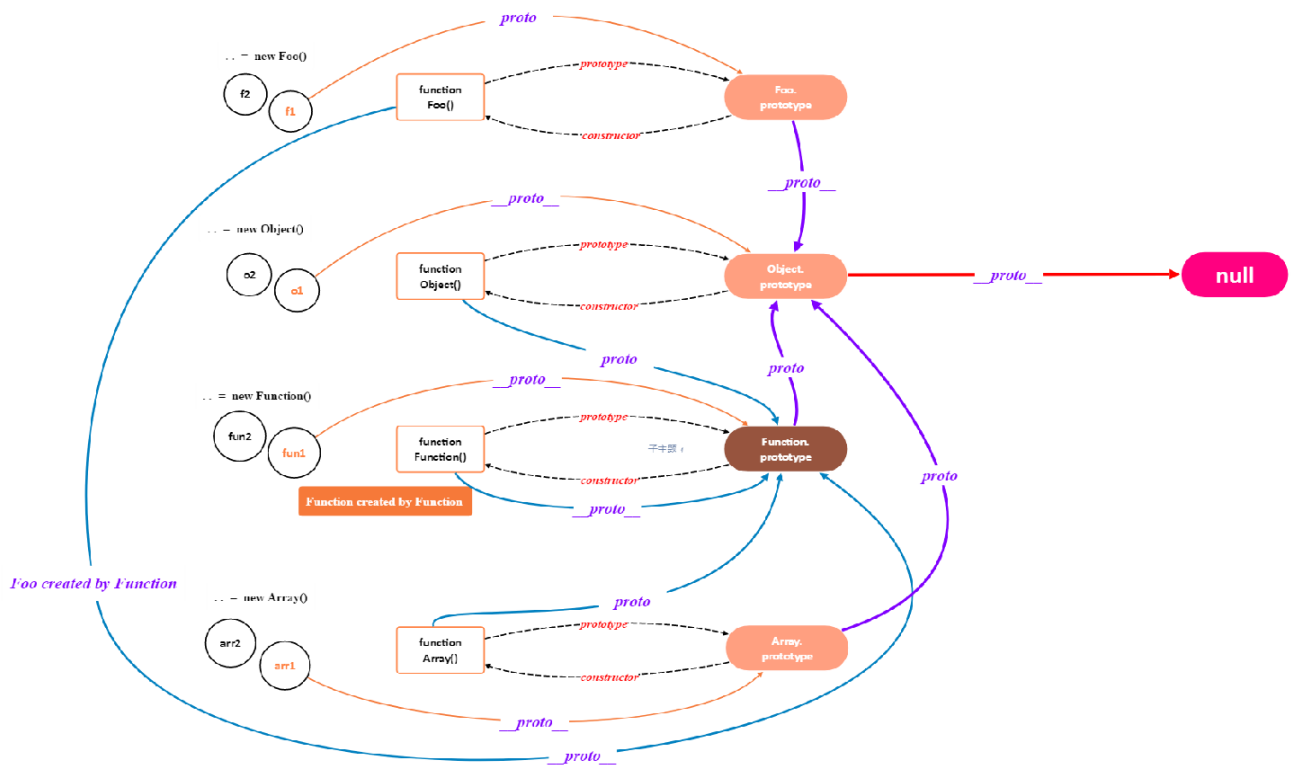 proto
. . = new Foo()
f2
f1
function
Foo()
prototype
constructor
Foo.
prototype
__proto__
__proto__
. . = new Object()
o2
o1
function
Object()
prototype
constructor
Object.
prototype
__proto__
null
proto
proto
__proto__
. . = new Function()
fun2
fun1
function
Function()
prototype
constructor
Function.
prototype
子主题
Function created by Function
__proto__
proto
Foo created by Function
. . = new Array()
arr2
arr1
proto
function
Array()
prototype
constructor
Array.
prototype
__proto__
__proto__